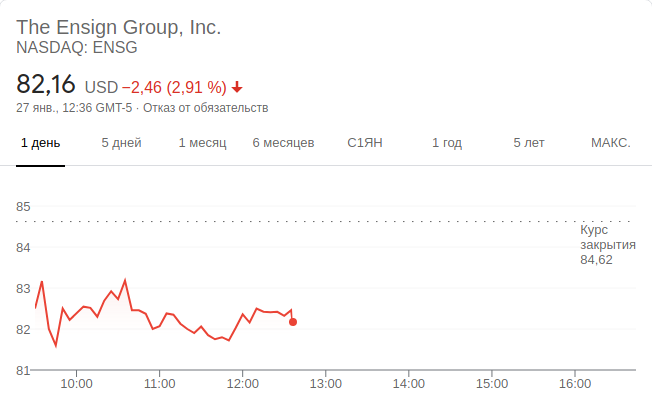 The Ensign Group, Inc.
NASDAQ: ENSG
82,16 USD −2,46 (2,91 %)
27 янв., 12:36 GMT-5 · Отказ от обязательств
1 день 5 дней 1 месяц 6 месяцев С1ЯН 1 год 5 лет МАКС.
85
Курс
закрытия
84,62
84
83
82
81
10:00 11:00 12:00 13:00 14:00 15:00 16:00